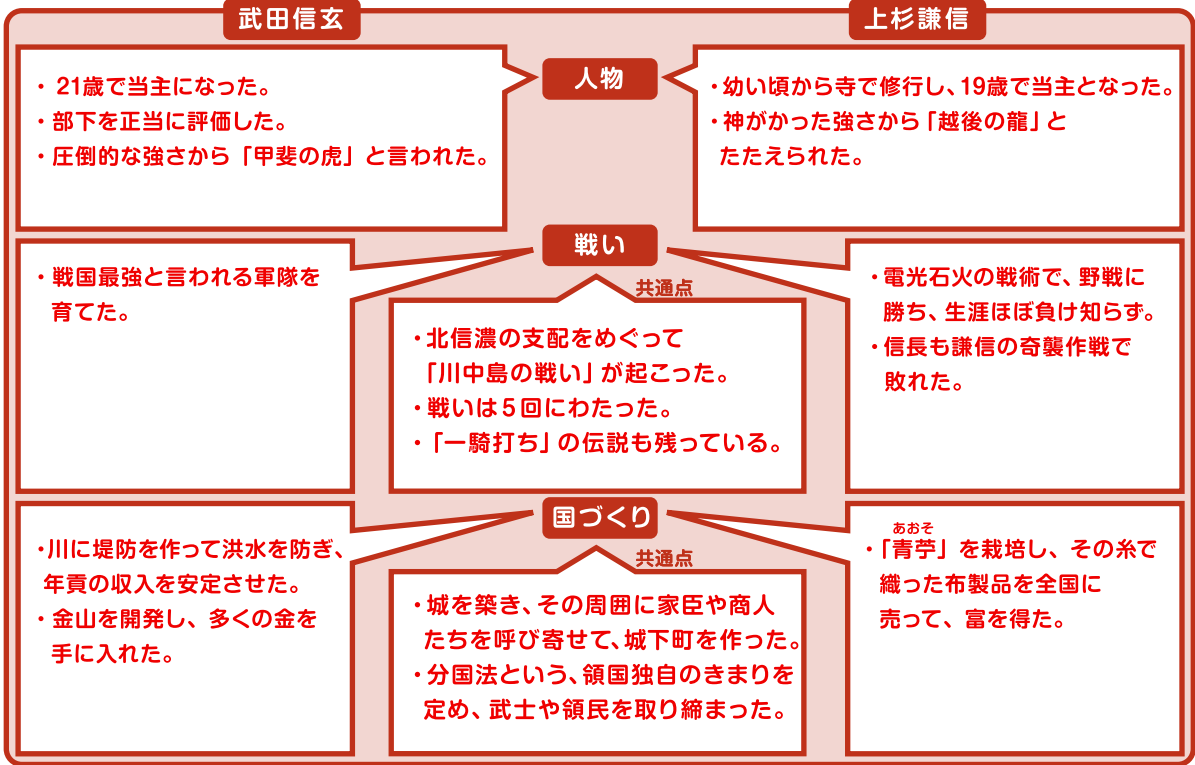 武田信玄
上杉謙信
人物
・21歳で当主になった。
・部下を正当に評価した。
・圧倒的な強さから「甲斐の虎」と言われた。
・幼い頃から寺で修行し、19歳で当主となった。
・神がかった強さから「越後の龍」と
たたえられた。
戦い
・戦国最強と言われる軍隊を
育てた。
共通点
・北信濃の支配をめぐって
「川中島の戦い」が起こった。
・戦いは5回にわたった。
・「一騎打ち」の伝説も残っている。
・電光石火の戦術で、野戦に
勝ち、生涯ほぼ負け知らず。
・信長も謙信の奇襲作戦で
敗れた。
国づくり
・川に堤防を作って洪水を防ぎ、
年貢の収入を安定させた。
・金山を開発し、多くの金を
手に入れた。
共通点
・城を築き、その周囲に家臣や商人
たちを呼び寄せて、城下町を作った。
・分国法という、領国独自のきまりを
定め、武士や領民を取り締まった。
あおそ
・「青苧」を栽培し、その糸で
織った布製品を全国に
売って、富を得た。